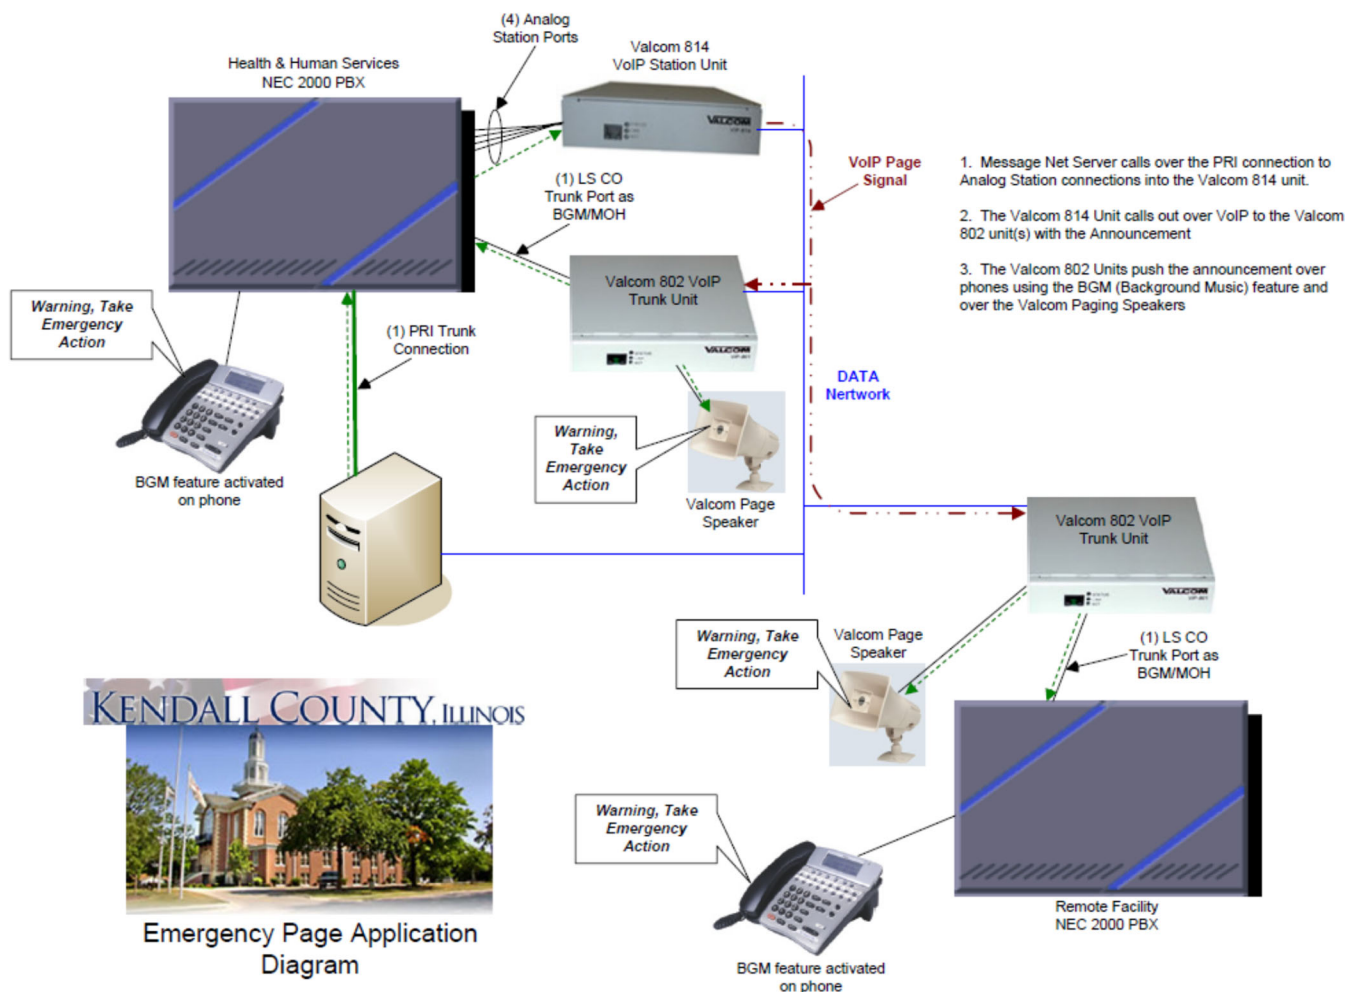 (4) Analog
Station Ports
Health & Human Services
NEC 2000 PBX
Valcom 814
VoIP Station Unit
VALCOM
VoIP Page
Signal
1. Message Net Server calls over the PRI connection to
Analog Station connections into the Valcom 814 unit.
2. The Valcom 814 Unit calls out over VoIP to the Valcom
802 unit(s) with the Announcement
3. The Valcom 802 Units push the announcement over
phones using the BGM (Background Music) feature and
over the Valcom Paging Speakers
(1) LS CO
Trunk Port as
BGM/MOH
Valcom 802 VoIP
Trunk Unit
VALCOM
Warning, Take
Emergency
Action
(1) PRI Trunk
Connection
BGM feature activated
on phone
Warning,
Take
Emergency
Action
Valcom Page
Speaker
DATA
Nertwork
Valcom 802 VoIP
Trunk Unit
VALCOM
Warning, Take
Emergency
Action
Valcom Page
Speaker
(1) LS CO
Trunk Port as
BGM/MOH
KENDALL COUNTY, ILLINOIS
Emergency Page Application
Diagram
Warning, Take
Emergency
Action
BGM feature activated
on phone
Remote Facility
NEC 2000 PBX